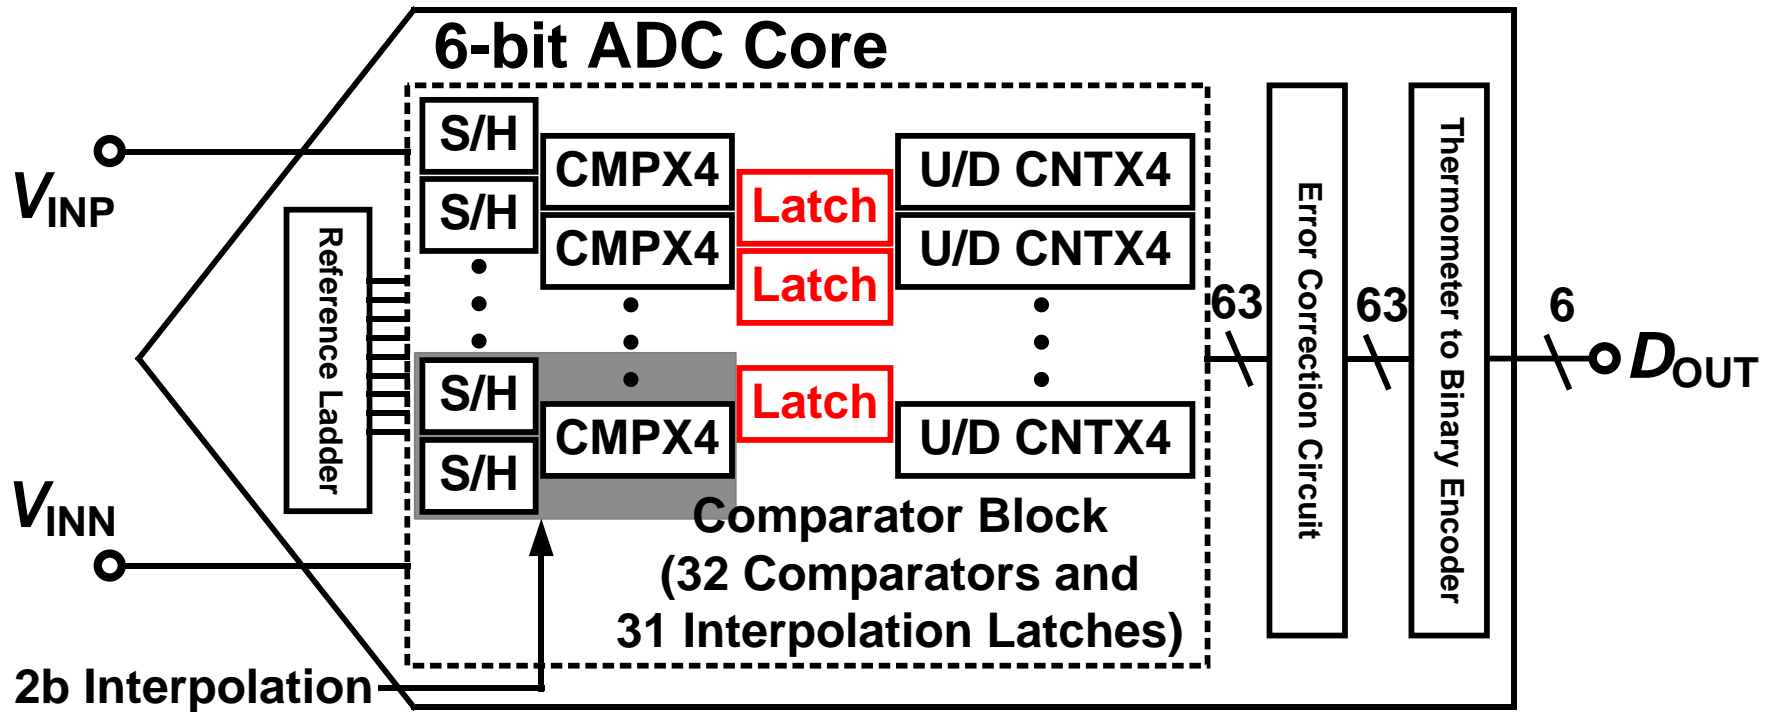 6-bit ADC Core
S/H
CMPX4
U/D CNTX4
Latch
S/H
CMPX4
U/D CNTX4
Latch
VINP
Reference Ladder
S/H
CMPX4
Latch
U/D CNTX4
S/H
VINN
Comparator Block
(32 Comparators and
31 Interpolation Latches)
2b Interpolation
63
Error Correction Circuit
63
Thermometer to Binary Encoder
6
DOUT